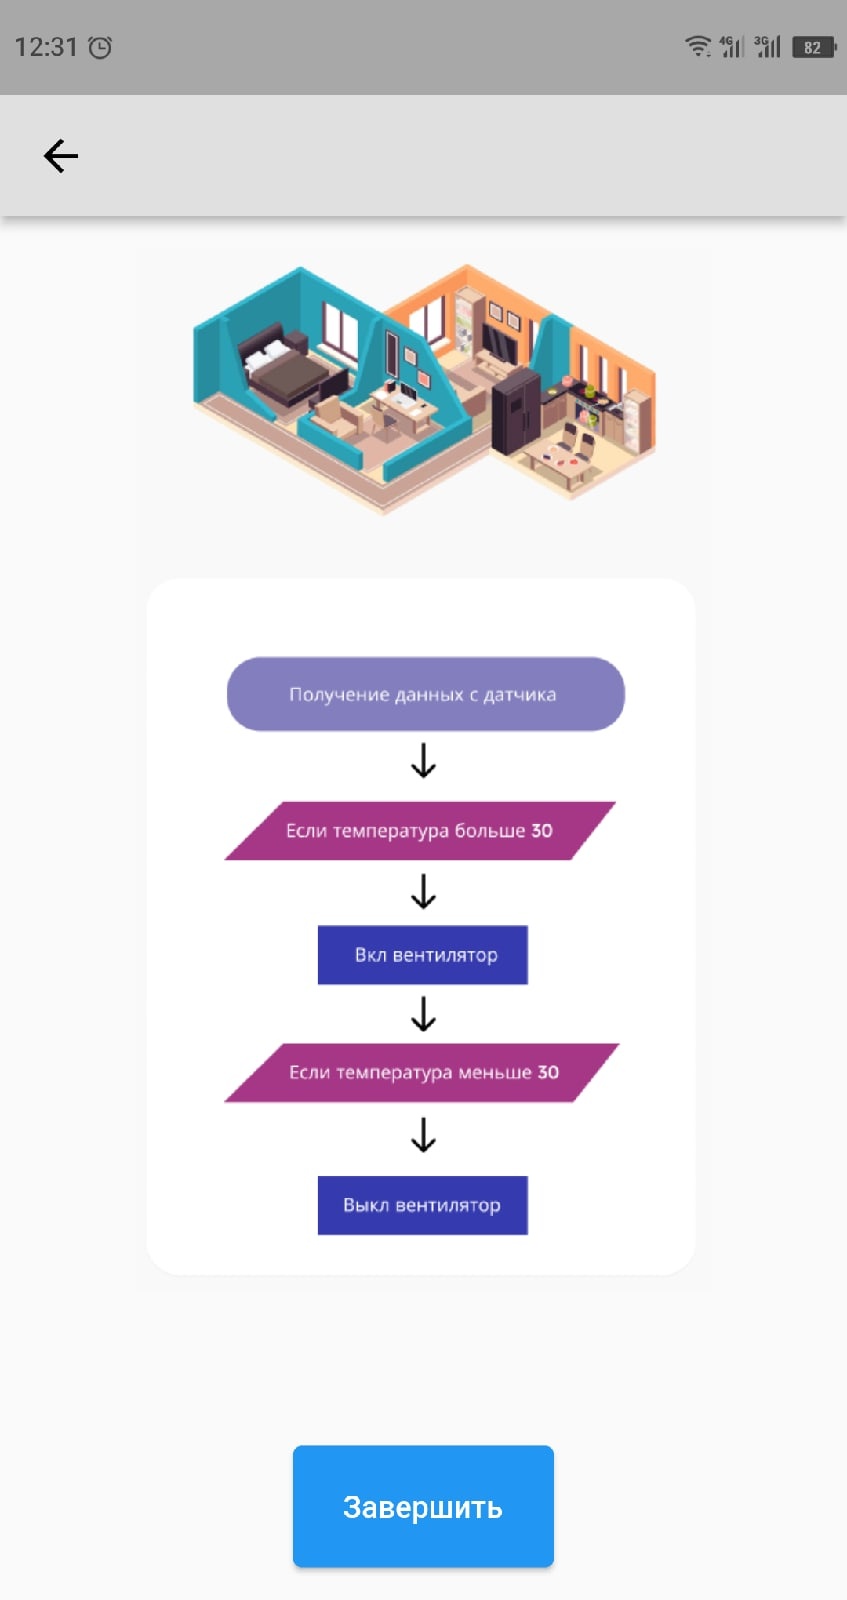 12:31 4G 3G 82
Получение данных с датчика
Если температура больше 30
Вкл вентилятор
Если температура меньше 30
Выкл вентилятор
Завершить